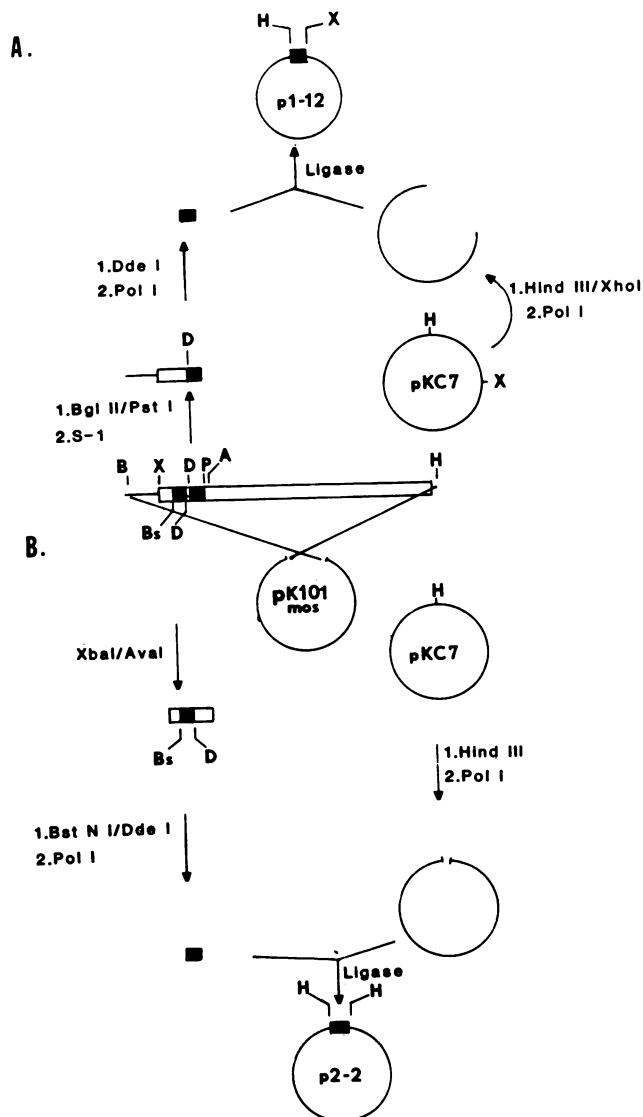 A.
H X
p1-12
Ligase
1.Dde I
2.Pol I
1.Hind III/XhoI
2.Pol I
D
H
pKC7
X
1.Bgl II/Pst I
2.S-1
B X D P A
H
Bs D
B.
pK101
mos
H
pKC7
XbaI/AvaI
Bs D
1.Hind III
2.Pol I
1.Bst N I/Dde I
2.Pol I
Ligase
H H
p2-2